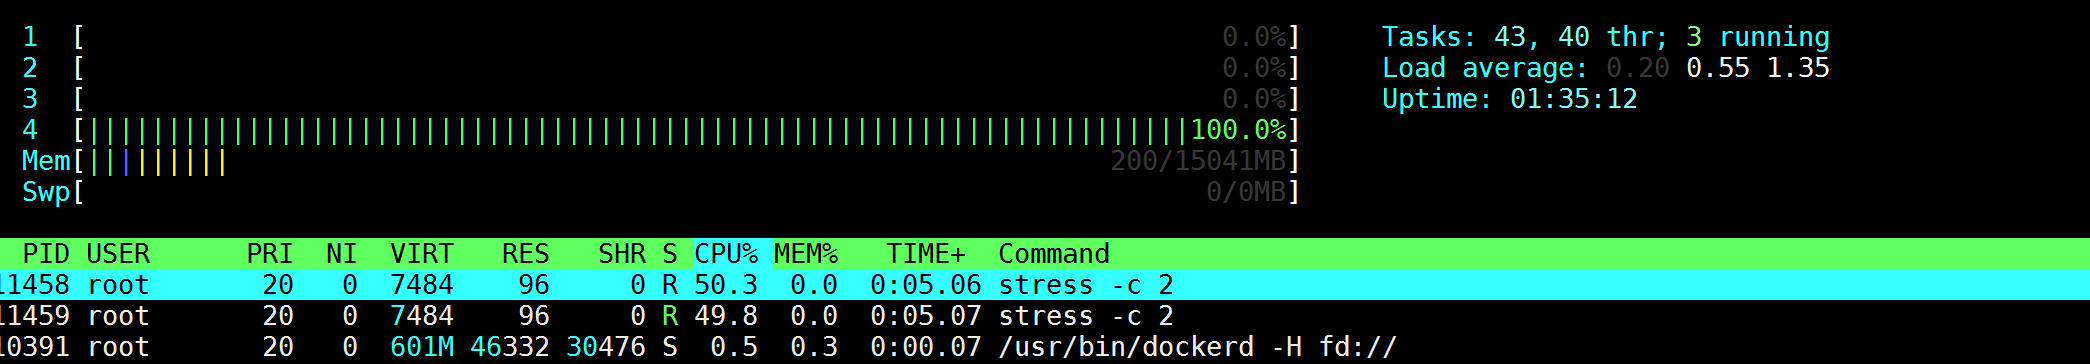 1 [ 0.0%] Tasks: 43, 40 thr; 3 running
2 [ 0.0%] Load average: 0.20 0.55 1.35
3 [ 0.0%] Uptime: 01:35:12
4 [|||||||||||||||||||||||||||||||||||||||||||||||||||||||||||||||||||||100.0%]
Mem[||||||||| 200/15041MB]
Swp[ 0/0MB]
PID USER PRI NI VIRT RES SHR S CPU% MEM% TIME+ Command
11458 root 20 0 7484 96 0 R 50.3 0.0 0:05.06 stress -c 2
11459 root 20 0 7484 96 0 R 49.8 0.0 0:05.07 stress -c 2
10391 root 20 0 601M 46332 30476 S 0.5 0.3 0:00.07 /usr/bin/dockerd -H fd://